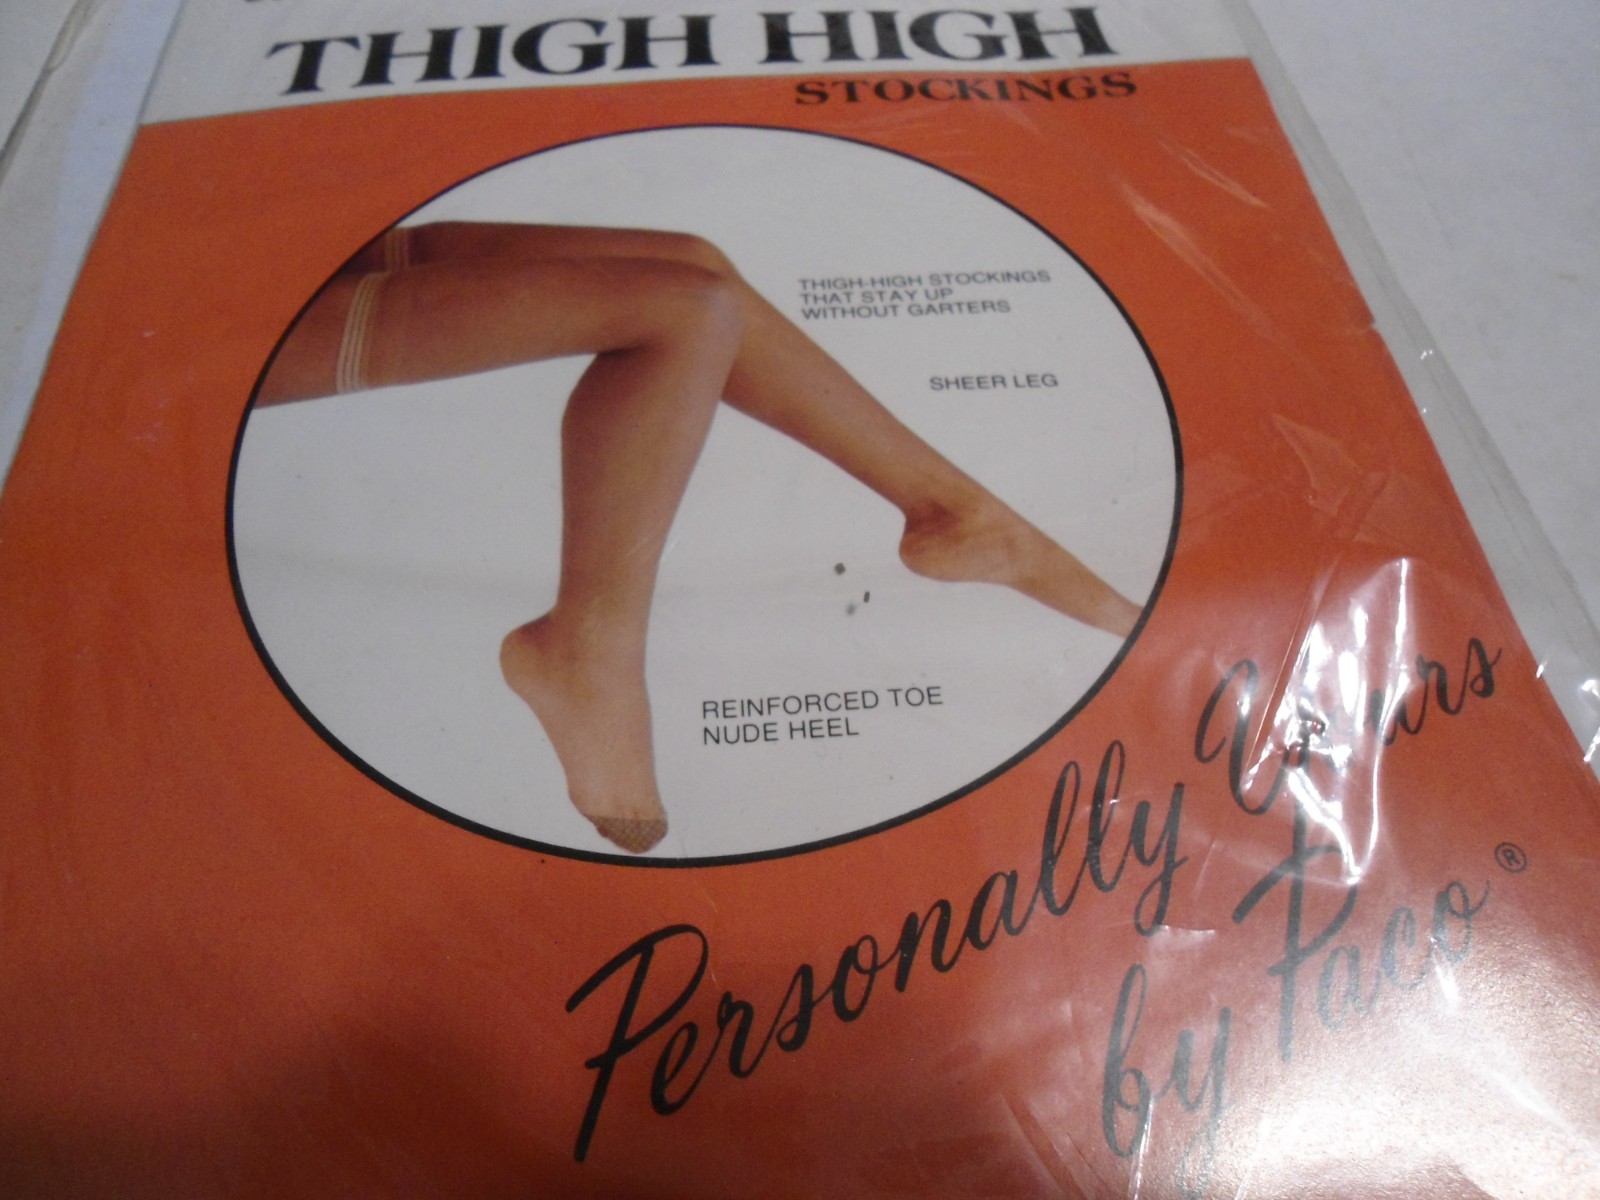 THIGH HIGH
STOCKINGS
THIGH-HIGH STOCKINGS
THAT STAY UP
WITHOUT GARTERS
SHEER LEG
REINFORCED TOE
NUDE HEEL
Personally Yours
by Paco ®